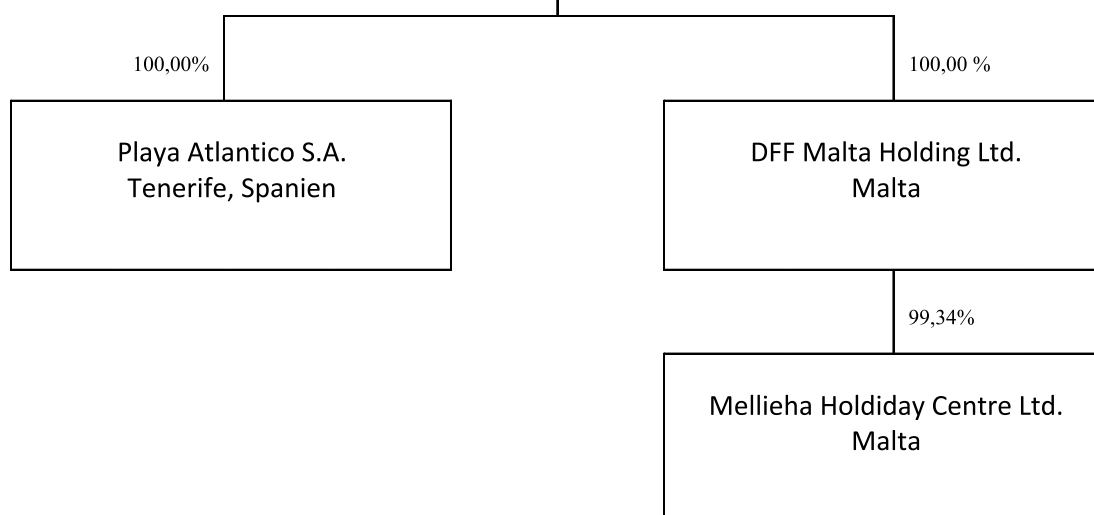 100,00%
100,00 %
Playa Atlantico S.A.
Tenerife, Spanien
DFF Malta Holding Ltd.
Malta
99,34%
Mellieha Holdiday Centre Ltd.
Malta